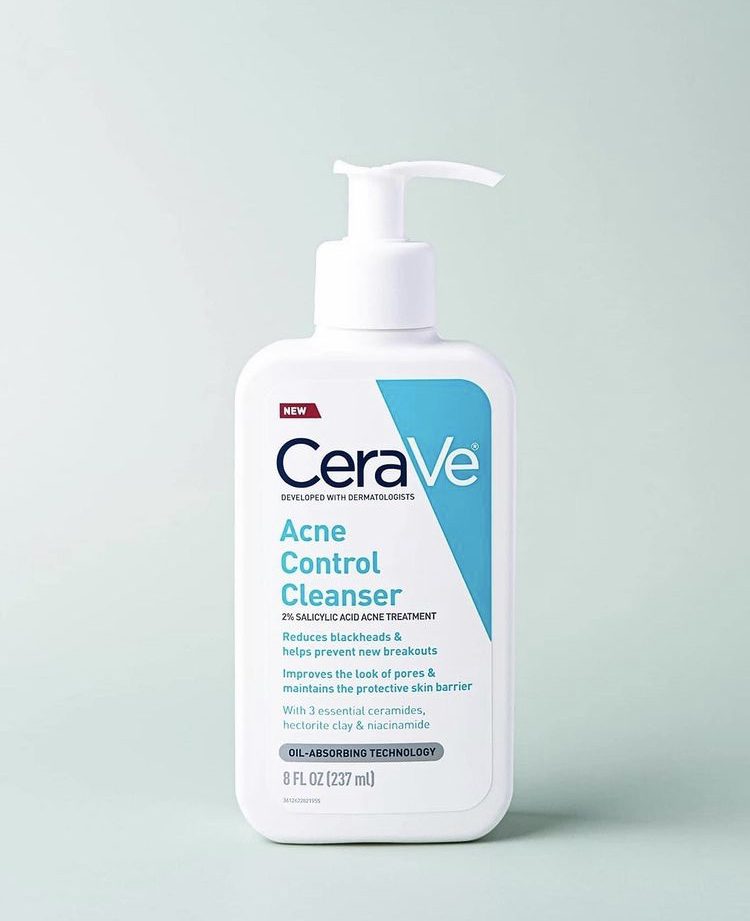 NEW
CeraVe®
DEVELOPED WITH DERMATOLOGISTS
Acne
Control
Cleanser
2% SALICYLIC ACID ACNE TREATMENT
Reduces blackheads &
helps prevent new breakouts
Improves the look of pores &
maintains the protective skin barrier
With 3 essential ceramides,
hectorite clay & niacinamide
OIL-ABSORBING TECHNOLOGY
8 FL OZ (237 ml)